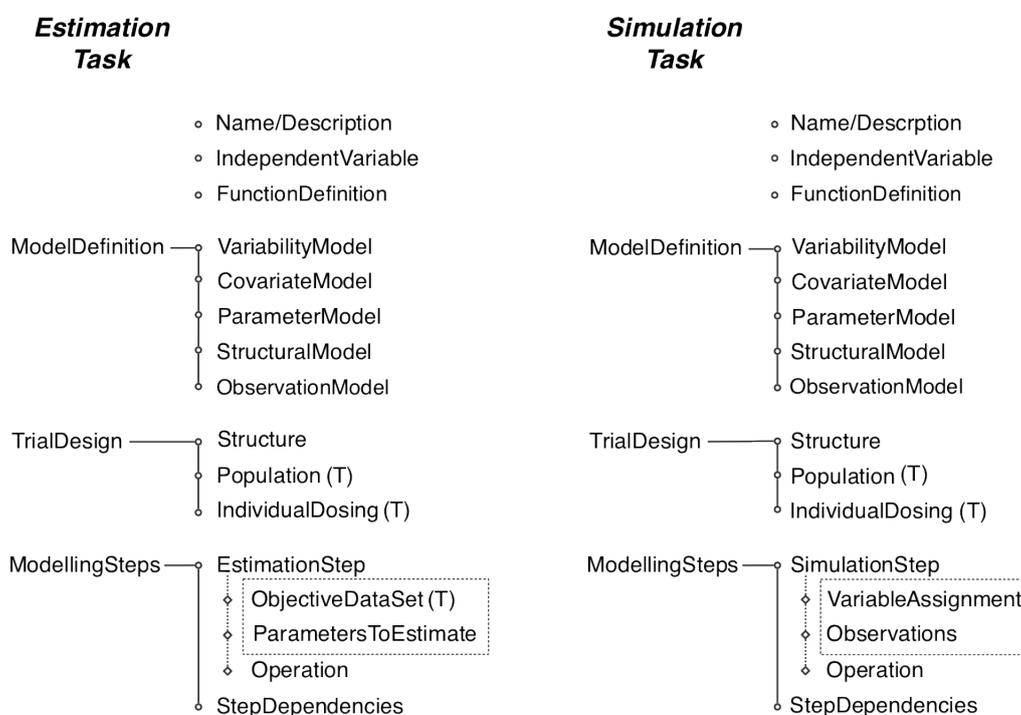 Estimation
Task
Name/Description
IndependentVariable
FunctionDefinition
ModelDefinition VariabilityModel
CovariateModel
ParameterModel
StructuralModel
ObservationModel
TrialDesign Structure
Population (T)
IndividualDosing (T)
ModellingSteps EstimationStep
ObjectiveDataSet (T)
ParametersToEstimate
Operation
StepDependencies
Simulation
Task
Name/Descrption
IndependentVariable
FunctionDefinition
ModelDefinition VariabilityModel
CovariateModel
ParameterModel
StructuralModel
ObservationModel
TrialDesign Structure
Population (T)
IndividualDosing (T)
ModellingSteps SimulationStep
VariableAssignment
Observations
Operation
StepDependencies